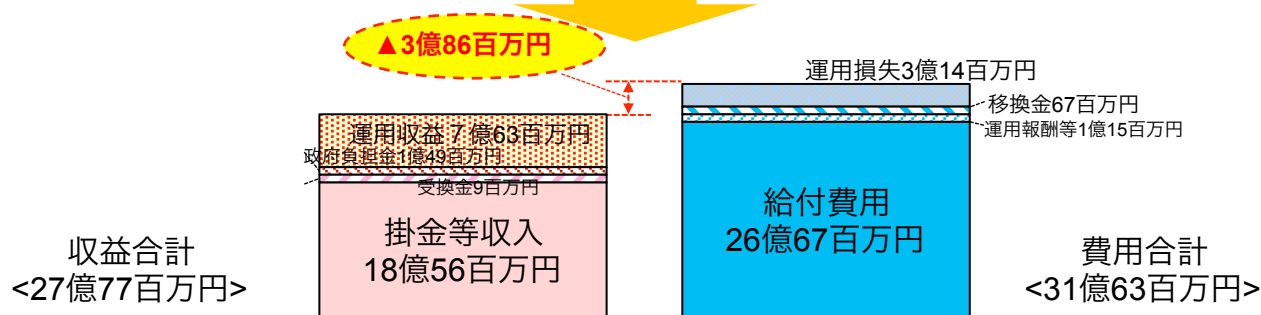 ▲3億86百万円
運用損失3億14百万円
移換金67百万円
運用報酬等1億15百万円
運用収益７億63百万円
政府負担金1億49百万円
受換金9百万円
掛金等収入
18億56百万円
給付費用
26億67百万円
収益合計
<27億77百万円>
費用合計
<31億63百万円>